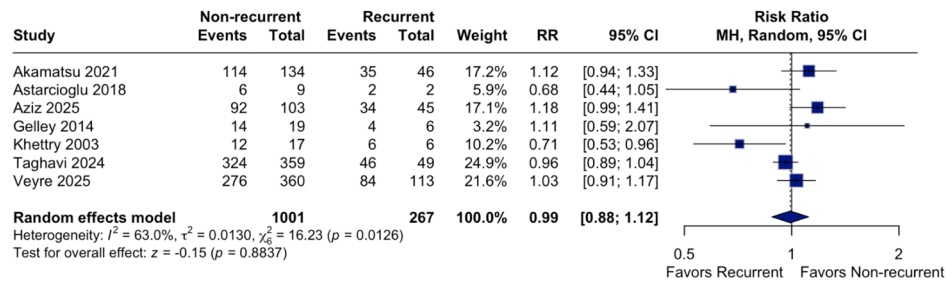 Non-recurrent Recurrent Risk Ratio
Study Events Total Events Total Weight RR 95% CI MH, Random, 95% CI
Akamatsu 2021 114 134 35 46 17.2% 1.12 [0.94; 1.33]
Astarcioglu 2018 6 9 2 2 5.9% 0.68 [0.44; 1.05]
Aziz 2025 92 103 34 45 17.1% 1.18 [0.99; 1.41]
Gelley 2014 14 19 4 6 3.2% 1.11 [0.59; 2.07]
Khettry 2003 12 17 6 6 10.2% 0.71 [0.53; 0.96]
Taghavi 2024 324 359 46 49 24.9% 0.96 [0.89; 1.04]
Veyre 2025 276 360 84 113 21.6% 1.03 [0.91; 1.17]
Random effects model 1001 267 100.0% 0.99 [0.88; 1.12]
Heterogeneity: I² = 63.0%, τ² = 0.0130, χ²₆ = 16.23 (p = 0.0126)
Test for overall effect: z = -0.15 (p = 0.8837)
0.5 1 2
Favors Recurrent Favors Non-recurrent